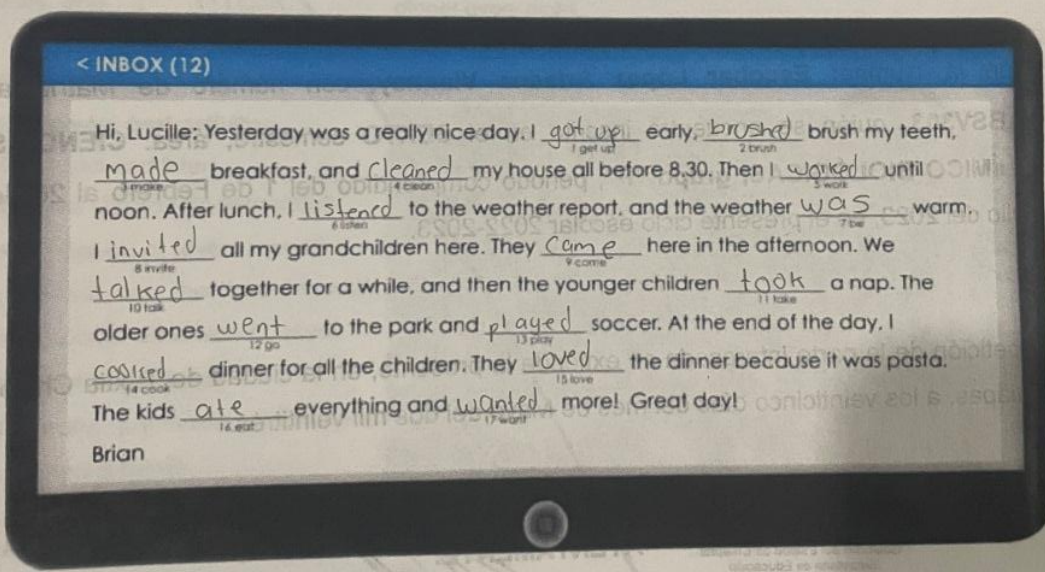 < INBOX (12)
Hi, Lucille: Yesterday was a really nice day. I got up early, brushed brush my teeth,
1 get up 2 brush
made breakfast, and cleaned my house all before 8.30. Then I worked until
3 make 4 clean 5 work
noon. After lunch, I listened to the weather report, and the weather was warm.
6 listen 7 be
I invited all my grandchildren here. They came here in the afternoon. We
8 invite 9 come
talked together for a while, and then the younger children took a nap. The
10 talk 11 take
older ones went to the park and played soccer. At the end of the day, I
12 go 13 play
cooked dinner for all the children. They loved the dinner because it was pasta.
14 cook 15 love
The kids ate everything and wanted more! Great day!
16 eat 17 want
Brian